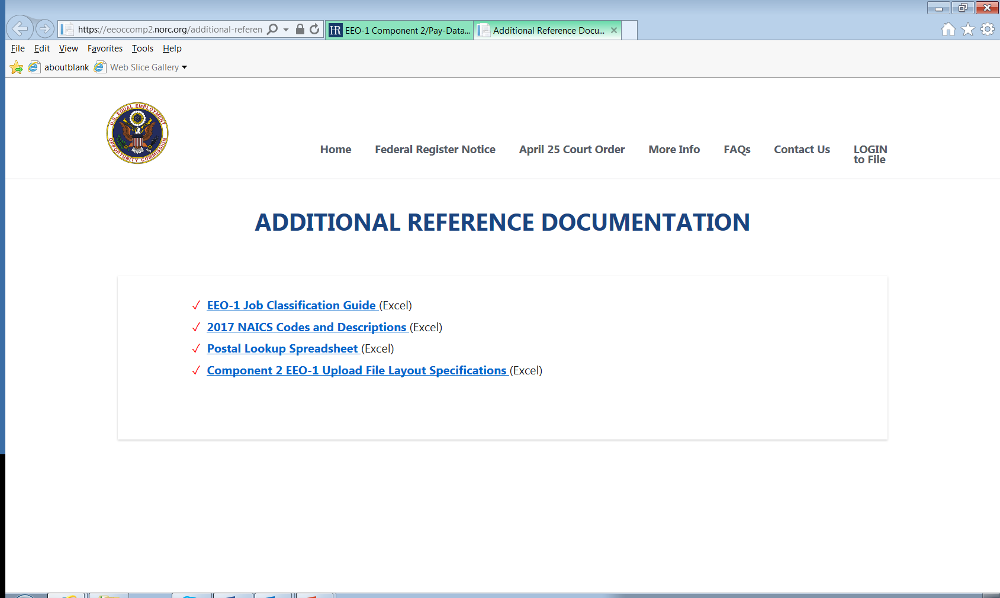 https://eeoccomp2.norc.org/additional-referen
EEO-1 Component 2/Pay-Data...
Additional Reference Docu...
File Edit View Favorites Tools Help
aboutblank Web Slice Gallery
U.S. EQUAL EMPLOYMENT OPPORTUNITY COMMISSION
Home Federal Register Notice April 25 Court Order More Info FAQs Contact Us LOGIN
to File
ADDITIONAL REFERENCE DOCUMENTATION
EEO-1 Job Classification Guide (Excel)
2017 NAICS Codes and Descriptions (Excel)
Postal Lookup Spreadsheet (Excel)
Component 2 EEO-1 Upload File Layout Specifications (Excel)